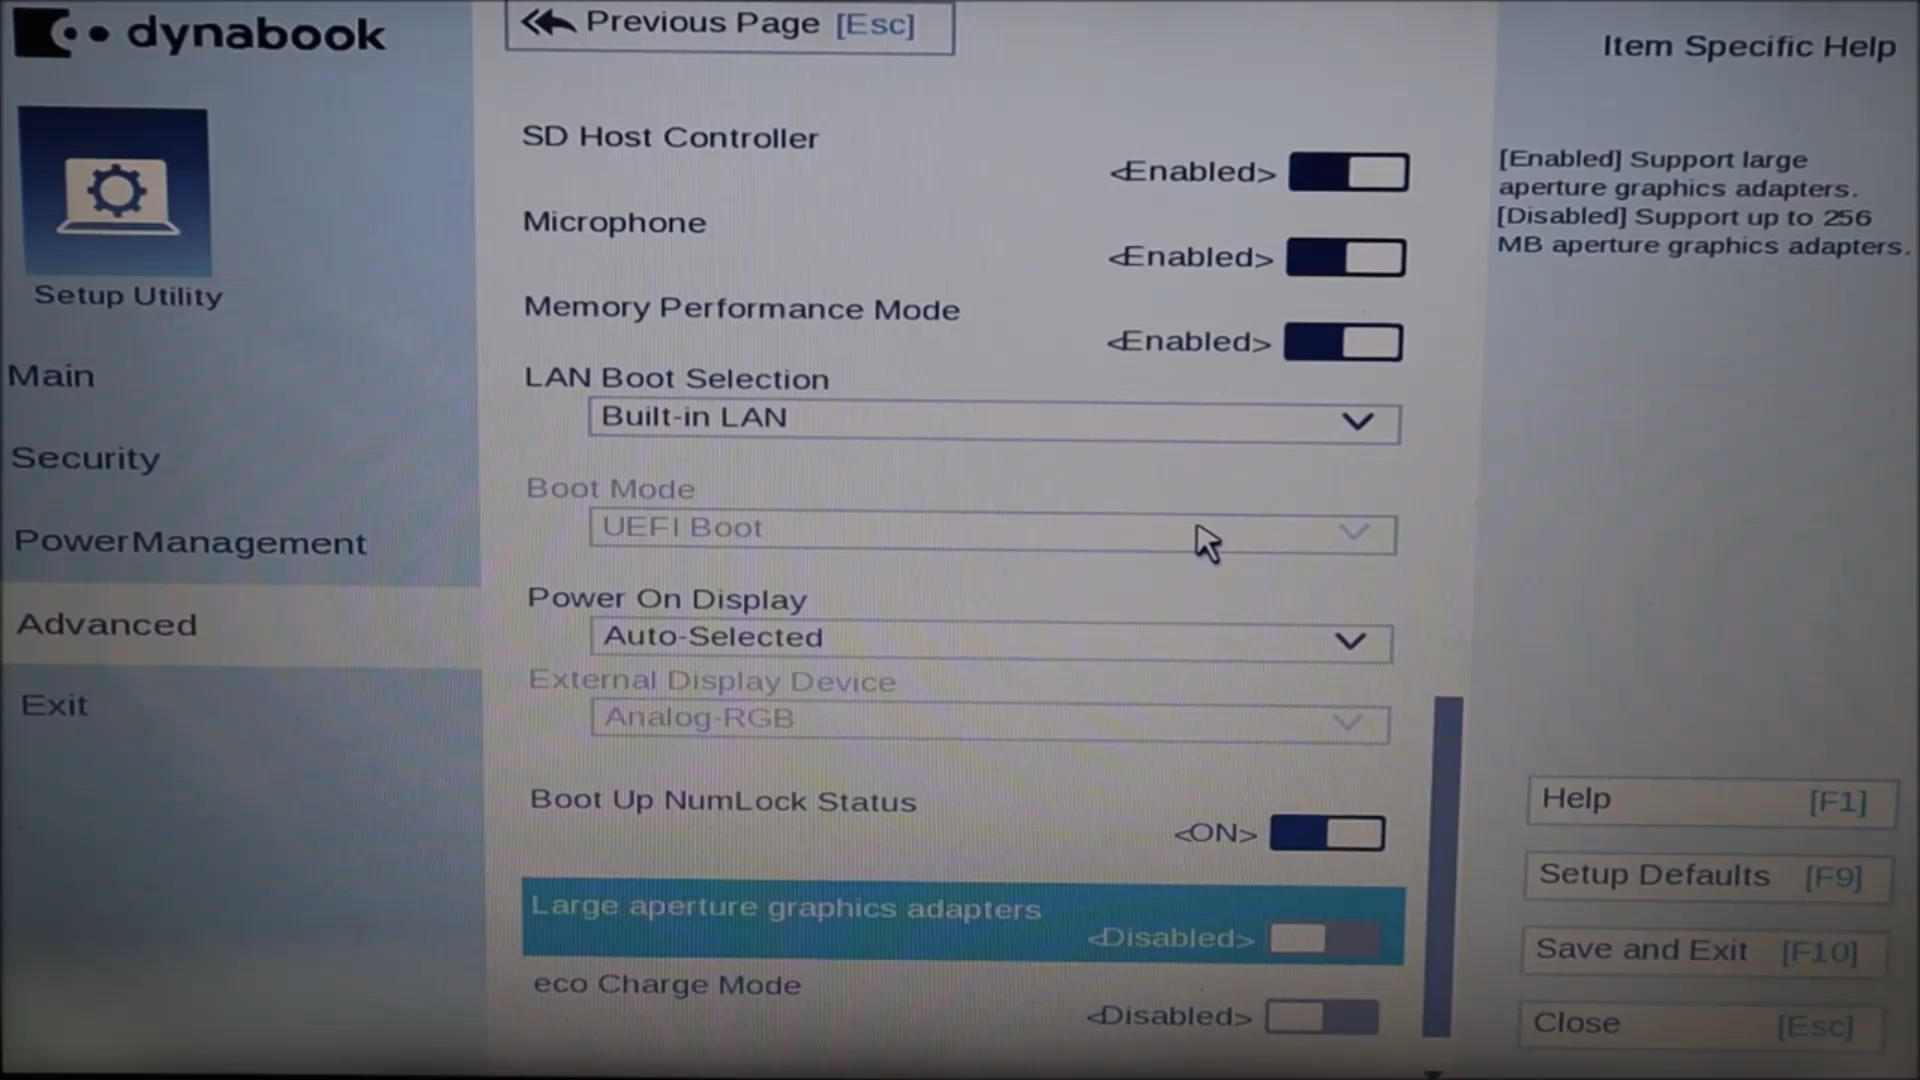 dynabook
Setup Utility
Main
Security
PowerManagement
Advanced
Exit
Previous Page [Esc]
SD Host Controller
<Enabled>
Microphone
<Enabled>
Memory Performance Mode
<Enabled>
LAN Boot Selection
Built-in LAN
Boot Mode
UEFI Boot
Power On Display
Auto-Selected
External Display Device
Analog-RGB
Boot Up NumLock Status
<ON>
Large aperture graphics adapters
<Disabled>
eco Charge Mode
<Disabled>
Item Specific Help
[Enabled] Support large
aperture graphics adapters.
[Disabled] Support up to 256
MB aperture graphics adapters.
Help [F1]
Setup Defaults [F9]
Save and Exit [F10]
Close [Esc]